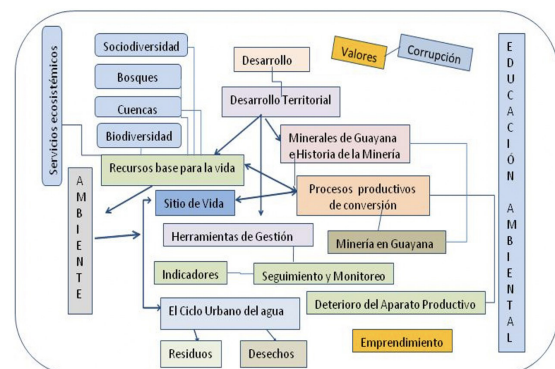 Servicios ecosistémicos
Sociodiversidad
Bosques
Cuencas
Biodiversidad
Desarrollo
Desarrollo Territorial
Valores
Corrupción
EDUCACIÓN AMBIENTAL
Minerales de Guayana
e Historia de la Minería
Recursos base para la vida
AMBIENTE
Sitio de Vida
Procesos productivos
de conversión
Herramientas de Gestión
Minería en Guayana
Indicadores
Seguimiento y Monitoreo
El Ciclo Urbano del agua
Deterioro del Aparato Productivo
Residuos
Desechos
Emprendimiento